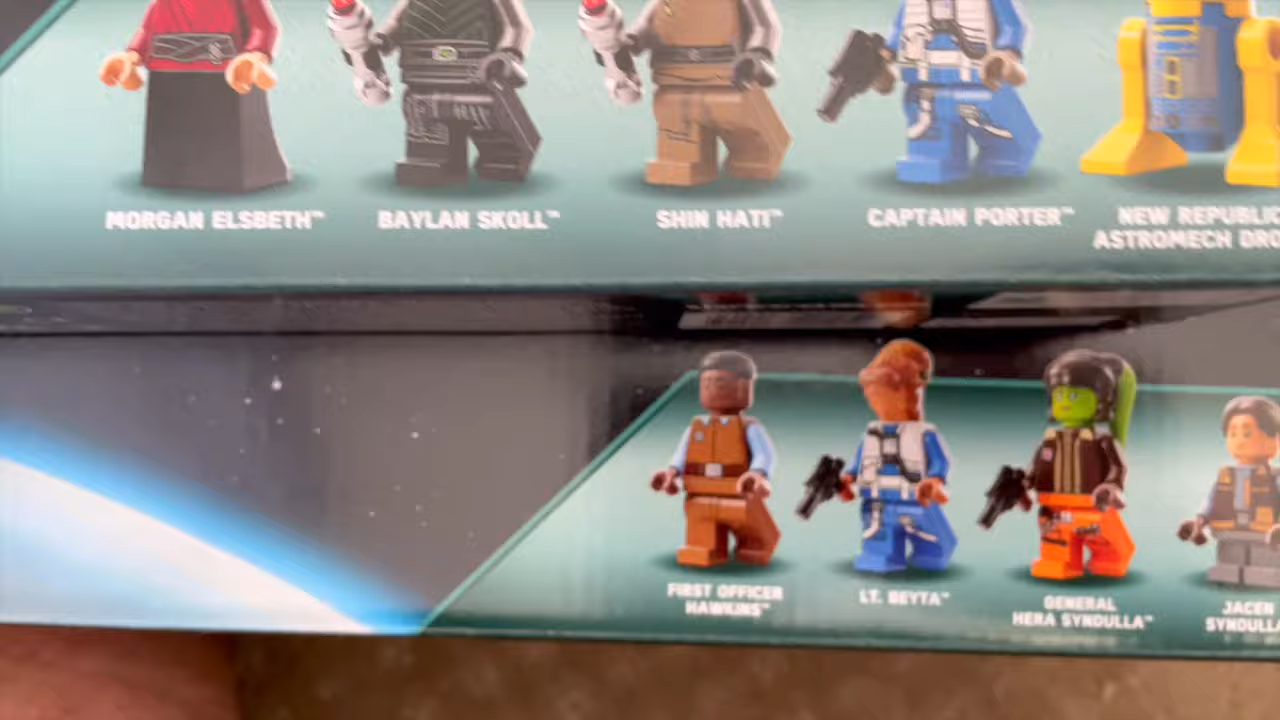 MORGAN ELSBETH™
BAYLAN SKOLL™
SHIN HATI™
CAPTAIN PORTER™
NEW REPUBLIC
ASTROMECH DRO
FIRST OFFICER
HAWKINS™
LT. BEYTA™
GENERAL
HERA SYNDULLA™
JACEN
SYNDULLA